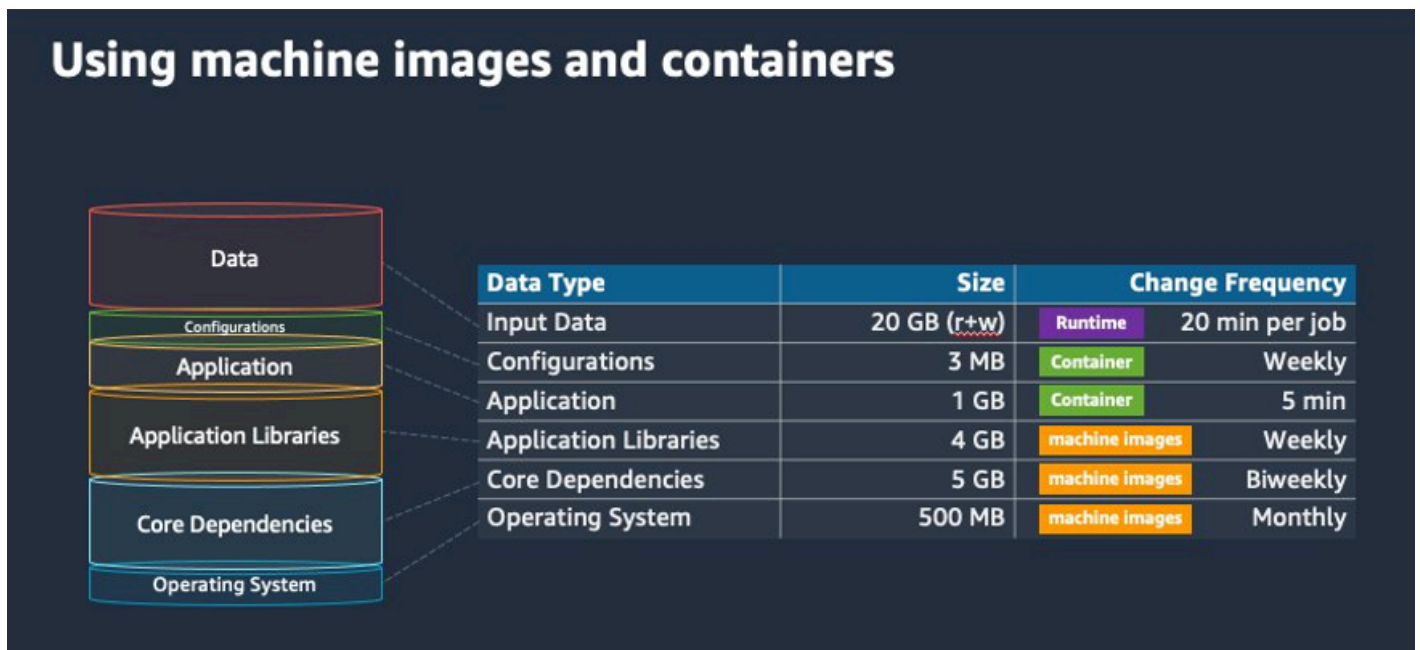 Using machine images and containers
Data
Configurations
Application
Application Libraries
Core Dependencies
Operating System
Data Type Size Change Frequency
Input Data 20 GB (r+w) Runtime 20 min per job
Configurations 3 MB Container Weekly
Application 1 GB Container 5 min
Application Libraries 4 GB machine images Weekly
Core Dependencies 5 GB machine images Biweekly
Operating System 500 MB machine images Monthly